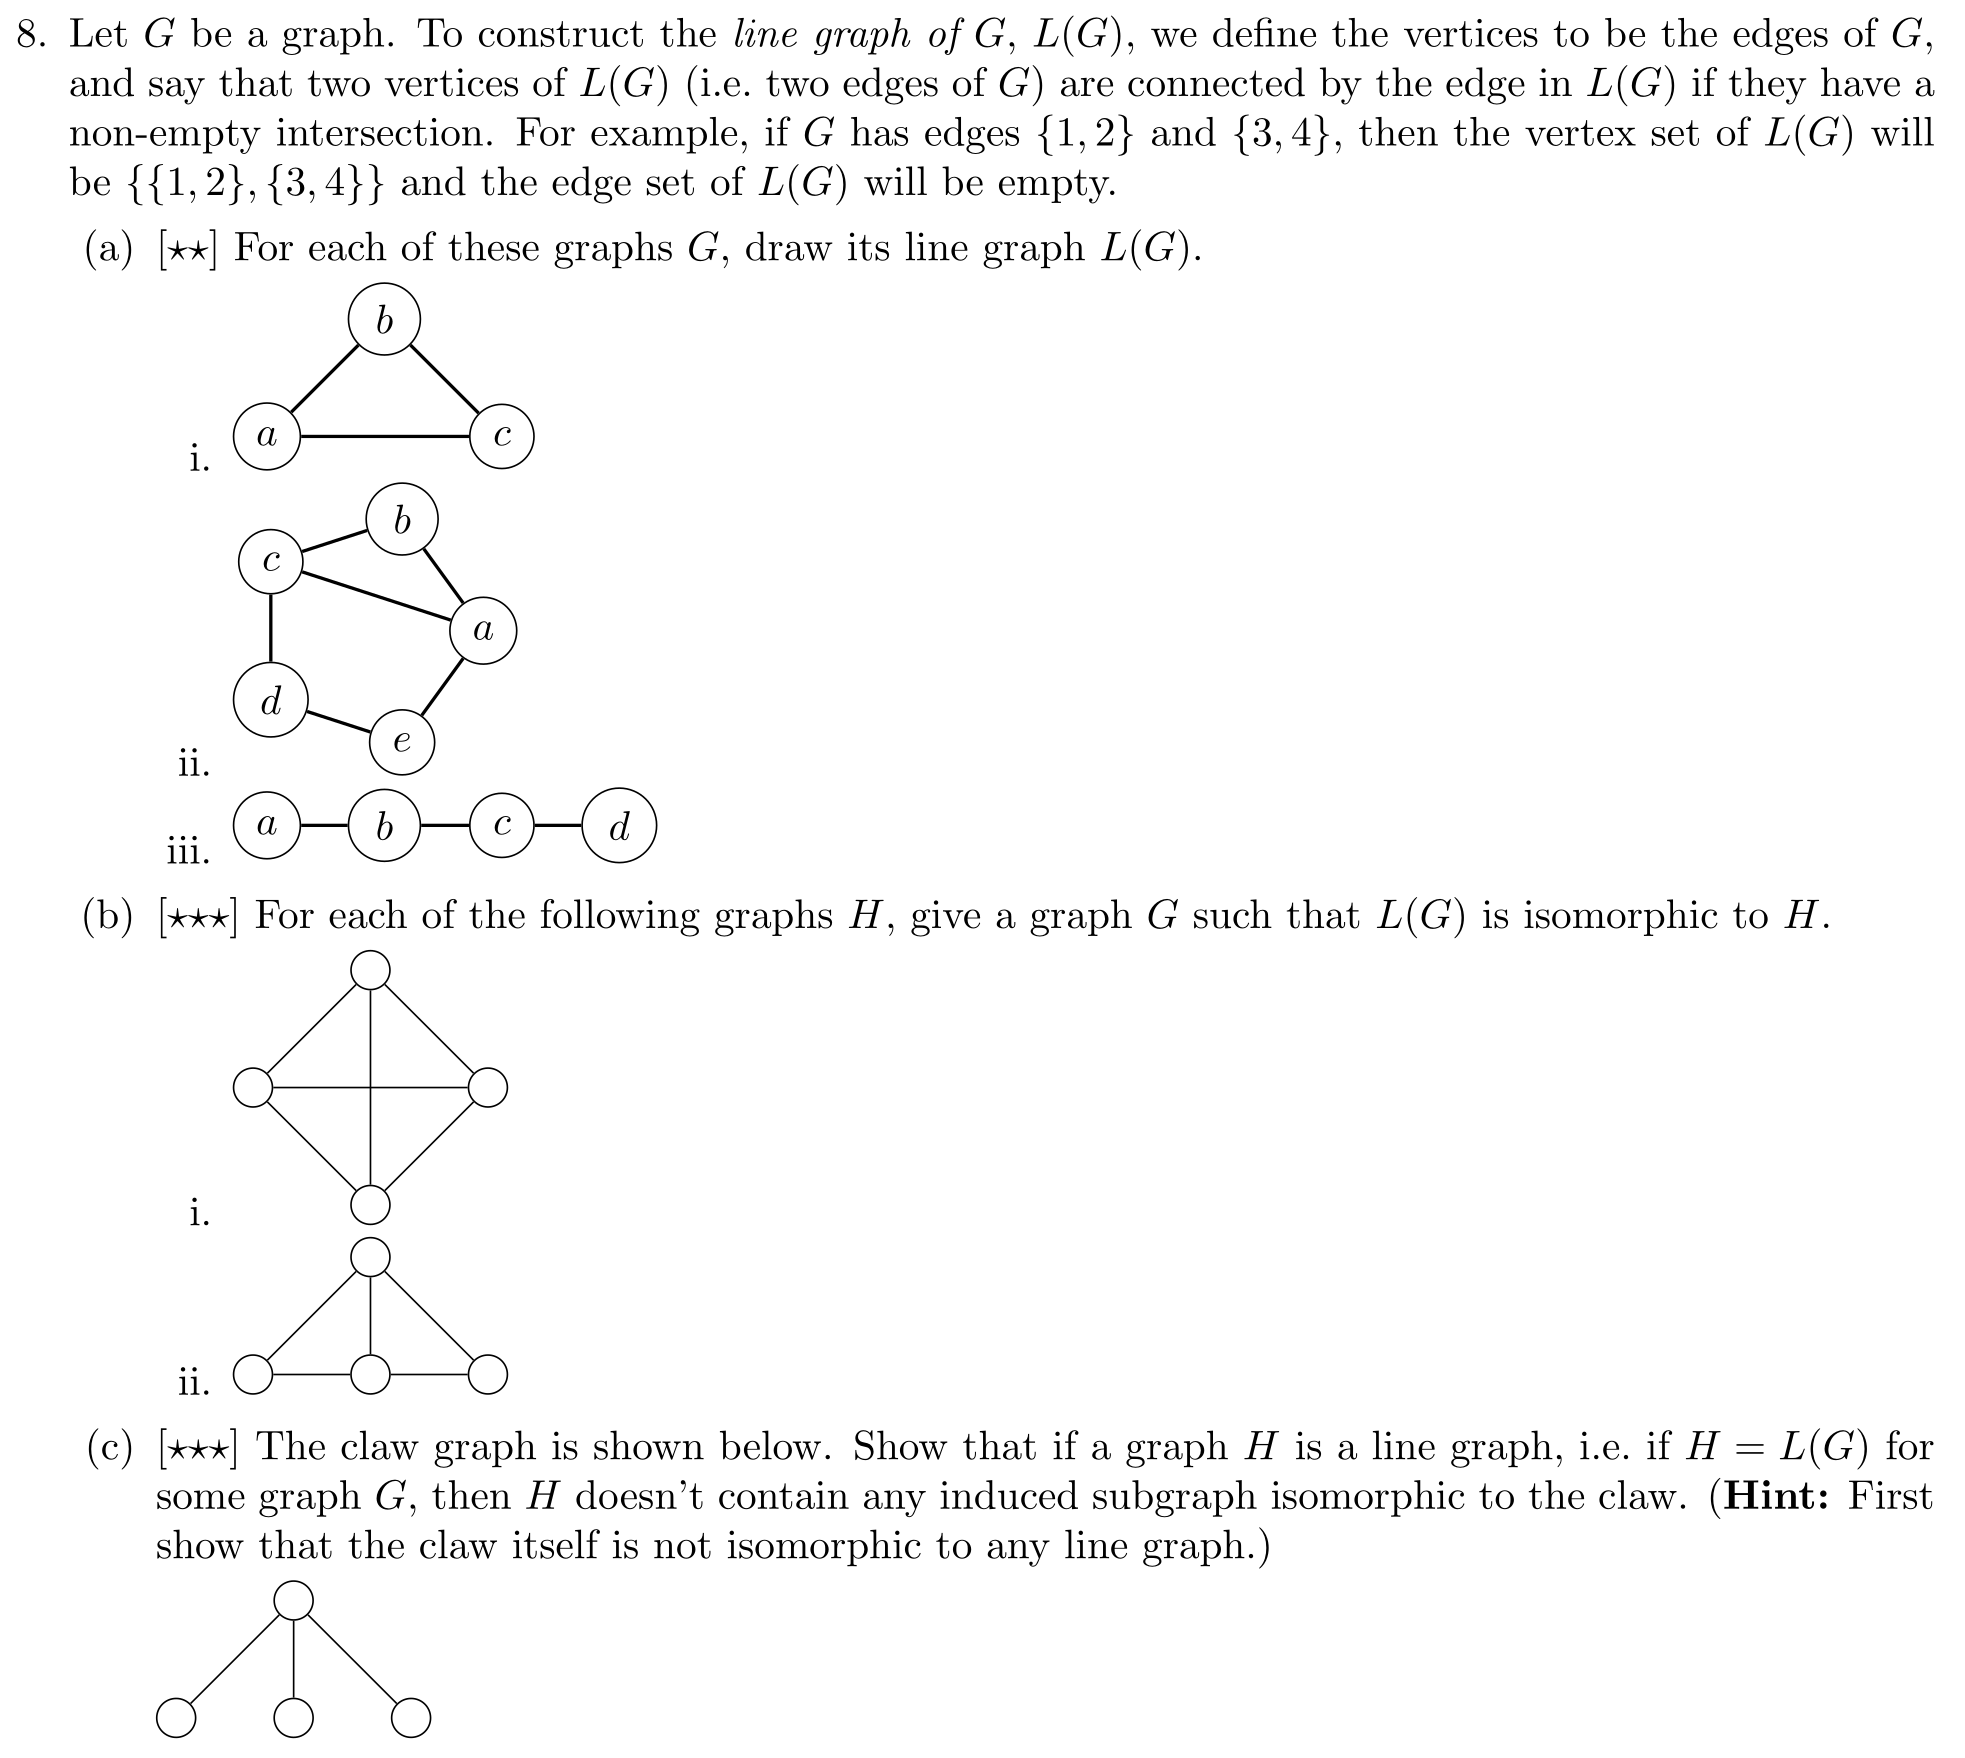 8. Let G be a graph. To construct the line graph of G, L(G), we define the vertices to be the edges of G,
and say that two vertices of L(G) (i.e. two edges of G) are connected by the edge in L(G) if they have a
non-empty intersection. For example, if G has edges {1, 2} and {3, 4}, then the vertex set of L(G) will
be {{1, 2}, {3, 4}} and the edge set of L(G) will be empty.
(a) [⋆⋆] For each of these graphs G, draw its line graph L(G).
b
a c
i.
b
c
a
d
e
ii.
a b c d
iii.
(b) [⋆⋆⋆] For each of the following graphs H, give a graph G such that L(G) is isomorphic to H.
i.
ii.
(c) [⋆⋆⋆] The claw graph is shown below. Show that if a graph H is a line graph, i.e. if H = L(G) for
some graph G, then H doesn't contain any induced subgraph isomorphic to the claw. (Hint: First
show that the claw itself is not isomorphic to any line graph.)